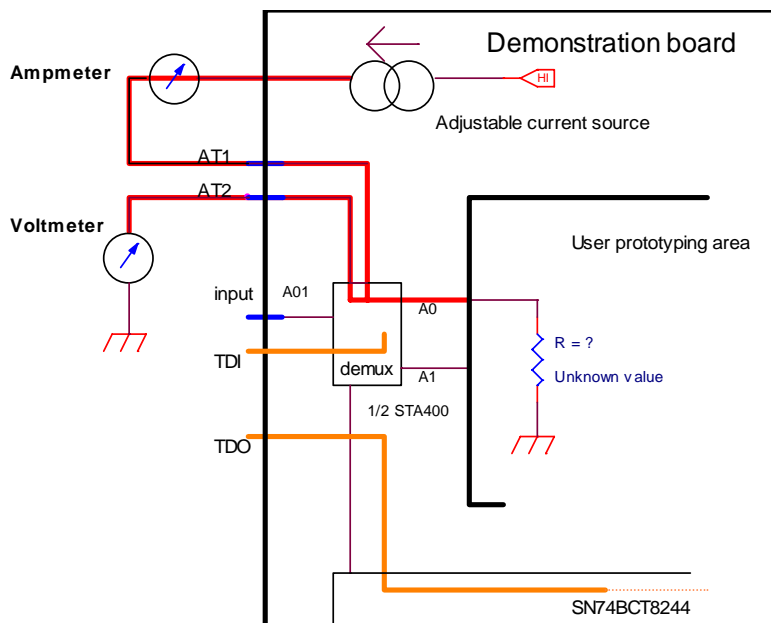 Demonstration board
Ampmeter
HI
Adjustable current source
AT1
AT2
Voltmeter
User prototyping area
input
A01
A0
TDI
demux
A1
R = ?
Unknown value
1/2 STA400
TDO
SN74BCT8244